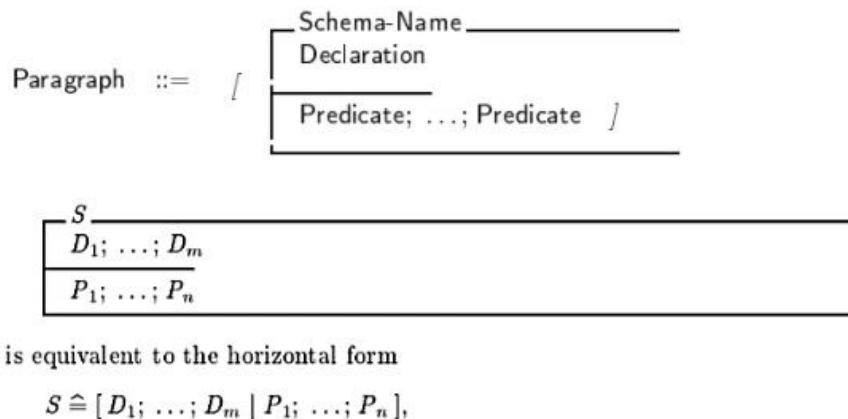 Schema-Name
Declaration
Paragraph ::= [
Predicate; ...; Predicate ]
S
D₁; ...; Dₘ
P₁; ...; Pₙ
is equivalent to the horizontal form
S ≙ [ D₁; ...; Dₘ | P₁; ...; Pₙ ],